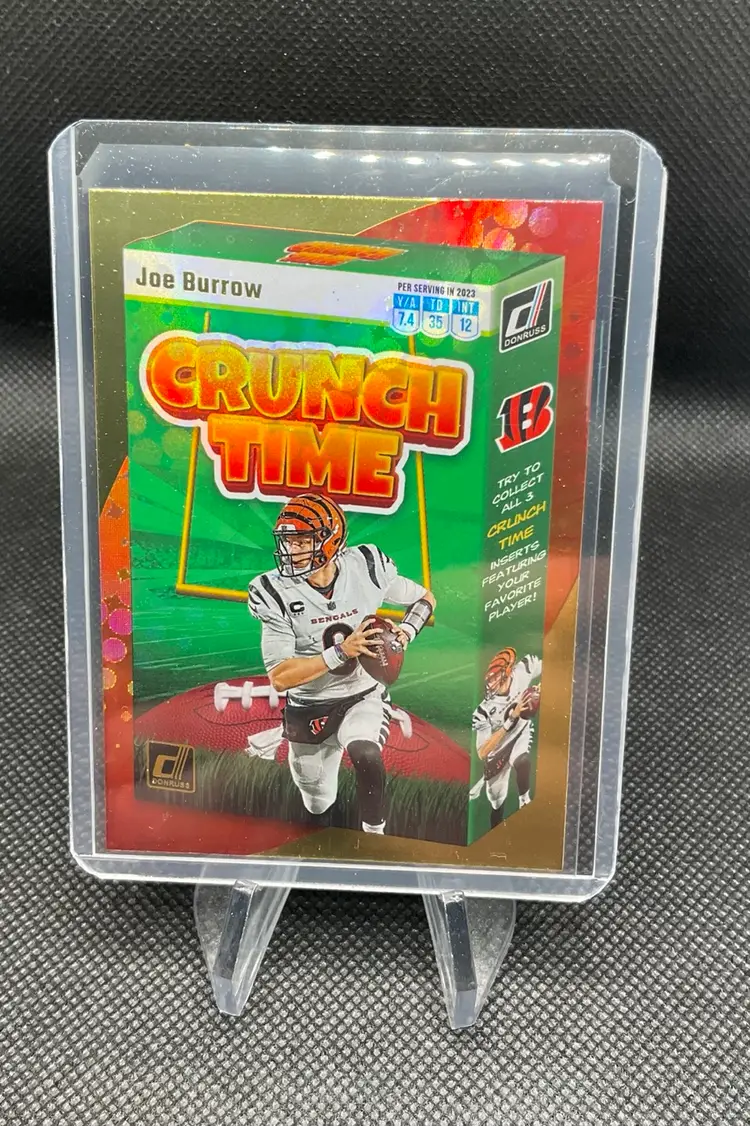 Joe Burrow
PER SERVING IN 2023
Y/A TD INT
7.4 35 12
CRUNCH
TIME
DONRUSS
B
TRY TO
COLLECT
ALL 3
CRUNCH
TIME
INSERTS
FEATURING
YOUR
FAVORITE
PLAYER!
C
BENGALS
9
B
DONRUSS